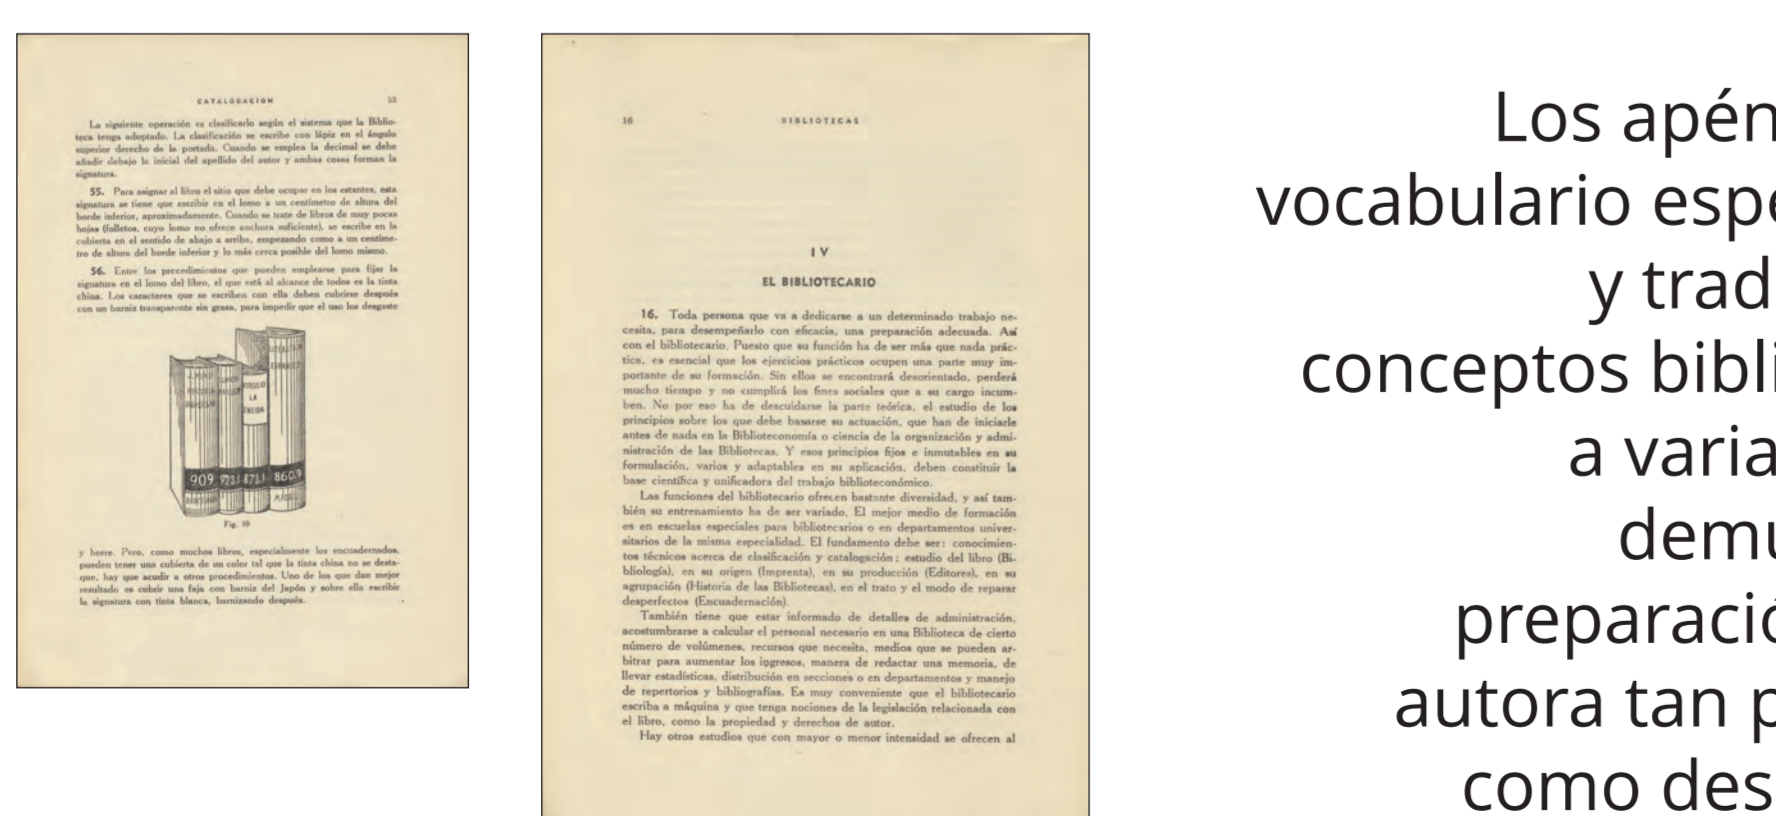 CATALOGACION 53
La siguiente operación es clasificarlo según el sistema que la Biblio-
teca tenga adoptado. La clasificación se escribe con lápiz en el ángulo
superior derecho de la portada. Cuando se emplea la decimal se debe
añadir debajo la inicial del apellido del autor y ambas cosas forman la
signatura.
55. Para asignar al libro el sitio que debe ocupar en los estantes, esta
signatura se tiene que escribir en el lomo a un centímetro de altura del
borde inferior, aproximadamente. Cuando se trate de libros de muy pocas
hojas (folletos, cuyo lomo no ofrece anchura suficiente), se escribe en la
cubierta en el sentido de abajo a arriba, empezando como a un centíme-
tro de altura del borde inferior y lo más cerca posible del lomo mismo.
56. Entre los procedimientos que pueden emplearse para fijar la
signatura en el lomo del libro, el que está al alcance de todos es la tinta
china. Los caracteres que se escriben con ella deben cubrirse después
con un barniz transparente sin grasa, para impedir que el uso los desgaste
VIRGILIO
LA
ENEIDA
909 923.1 873.1 860.9
Fig. 10
y borre. Pero, como muchos libros, especialmente los encuadernados,
pueden tener una cubierta de un color tal que la tinta china no se desta-
que, hay que acudir a otros procedimientos. Uno de los que dan mejor
resultado es cubrir una faja con barniz del Japón y sobre ella escribir
la signatura con tinta blanca, barnizando después.
16 BIBLIOTECAS
IV
EL BIBLIOTECARIO
16. Toda persona que va a dedicarse a un determinado trabajo ne-
cesita, para desempeñarlo con eficacia, una preparación adecuada. Así
con el bibliotecario. Puesto que su función ha de ser más que nada prác-
tica, es esencial que los ejercicios prácticos ocupen una parte muy im-
portante de su formación. Sin ellos se encontrará desorientado, perderá
mucho tiempo y no cumplirá los fines sociales que a su cargo incum-
ben. No por eso ha de descuidarse la parte teórica, el estudio de los
principios sobre los que debe basarse su actuación, que han de iniciarle
antes de nada en la Biblioteconomía o ciencia de la organización y admi-
nistración de las Bibliotecas. Y esos principios fijos e inmutables en su
formulación, varios y adaptables en su aplicación, deben constituir la
base científica y unificadora del trabajo biblioteconómico.
Las funciones del bibliotecario ofrecen bastante diversidad, y así tam-
bién su entrenamiento ha de ser variado. El mejor medio de formación
es en escuelas especiales para bibliotecarios o en departamentos univer-
sitarios de la misma especialidad. El fundamento debe ser: conocimien-
tos técnicos acerca de clasificación y catalogación; estudio del libro (Bi-
bliología), en su origen (Imprenta), en su producción (Editores), en su
agrupación (Historia de las Bibliotecas), en el trato y el modo de reparar
desperfectos (Encuadernación).
También tiene que estar informado de detalles de administración,
acostumbrarse a calcular el personal necesario en una Biblioteca de cierto
número de volúmenes, recursos que necesita, medios que se pueden ar-
bitrar para aumentar los ingresos, manera de redactar una memoria, de
llevar estadísticas, distribución en secciones o en departamentos y manejo
de repertorios y bibliografías. Es muy conveniente que el bibliotecario
escriba a máquina y que tenga nociones de la legislación relacionada con
el libro, como la propiedad y derechos de autor.
Hay otros estudios que con mayor o menor intensidad se ofrecen al
Los apén
vocabulario espe
y trad
conceptos bibli
a varia
demu
preparació
autora tan p
como des